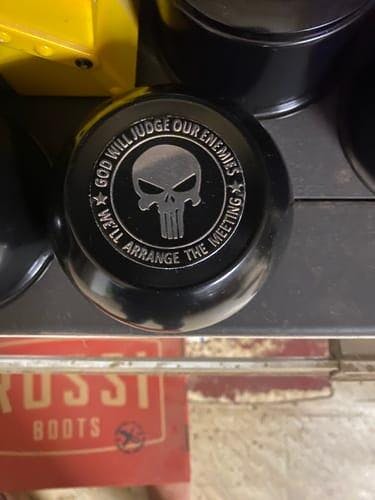 GOD WILL JUDGE OUR ENEMIES
WE'LL ARRANGE THE MEETING
ROSSI
BOOTS